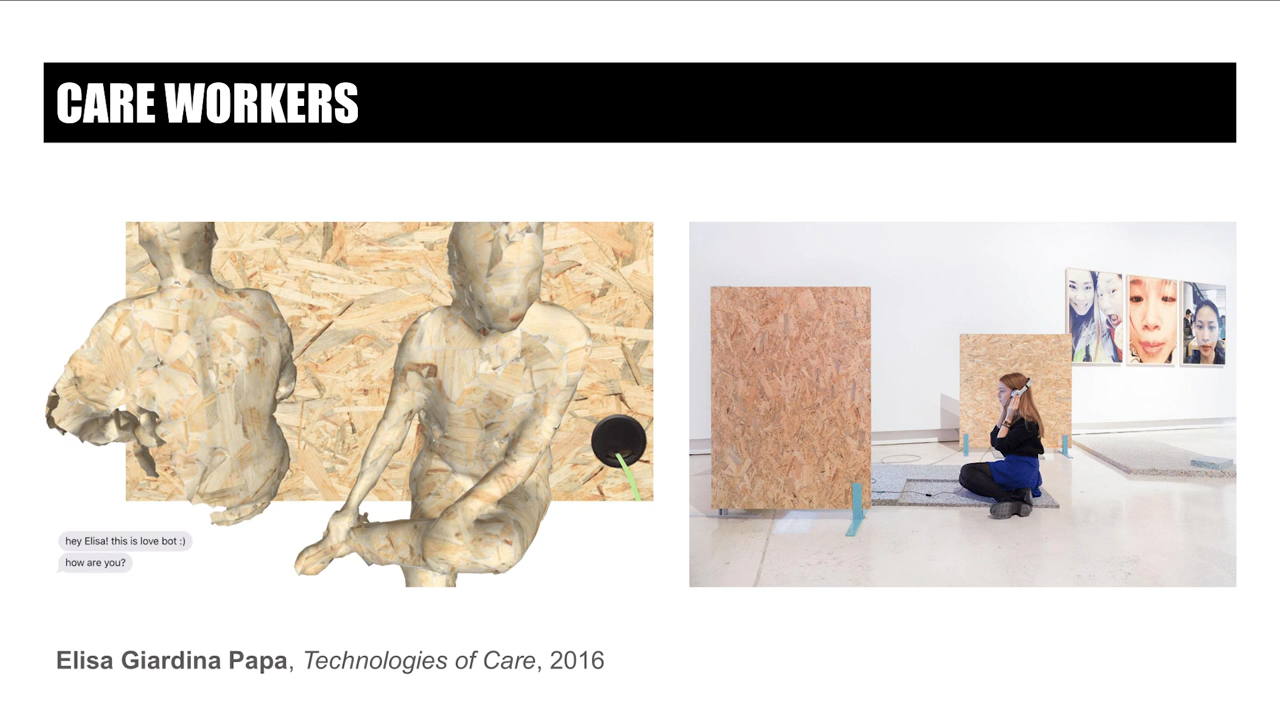 CARE WORKERS
hey Elisa! this is love bot :)
how are you?
Elisa Giardina Papa, Technologies of Care, 2016